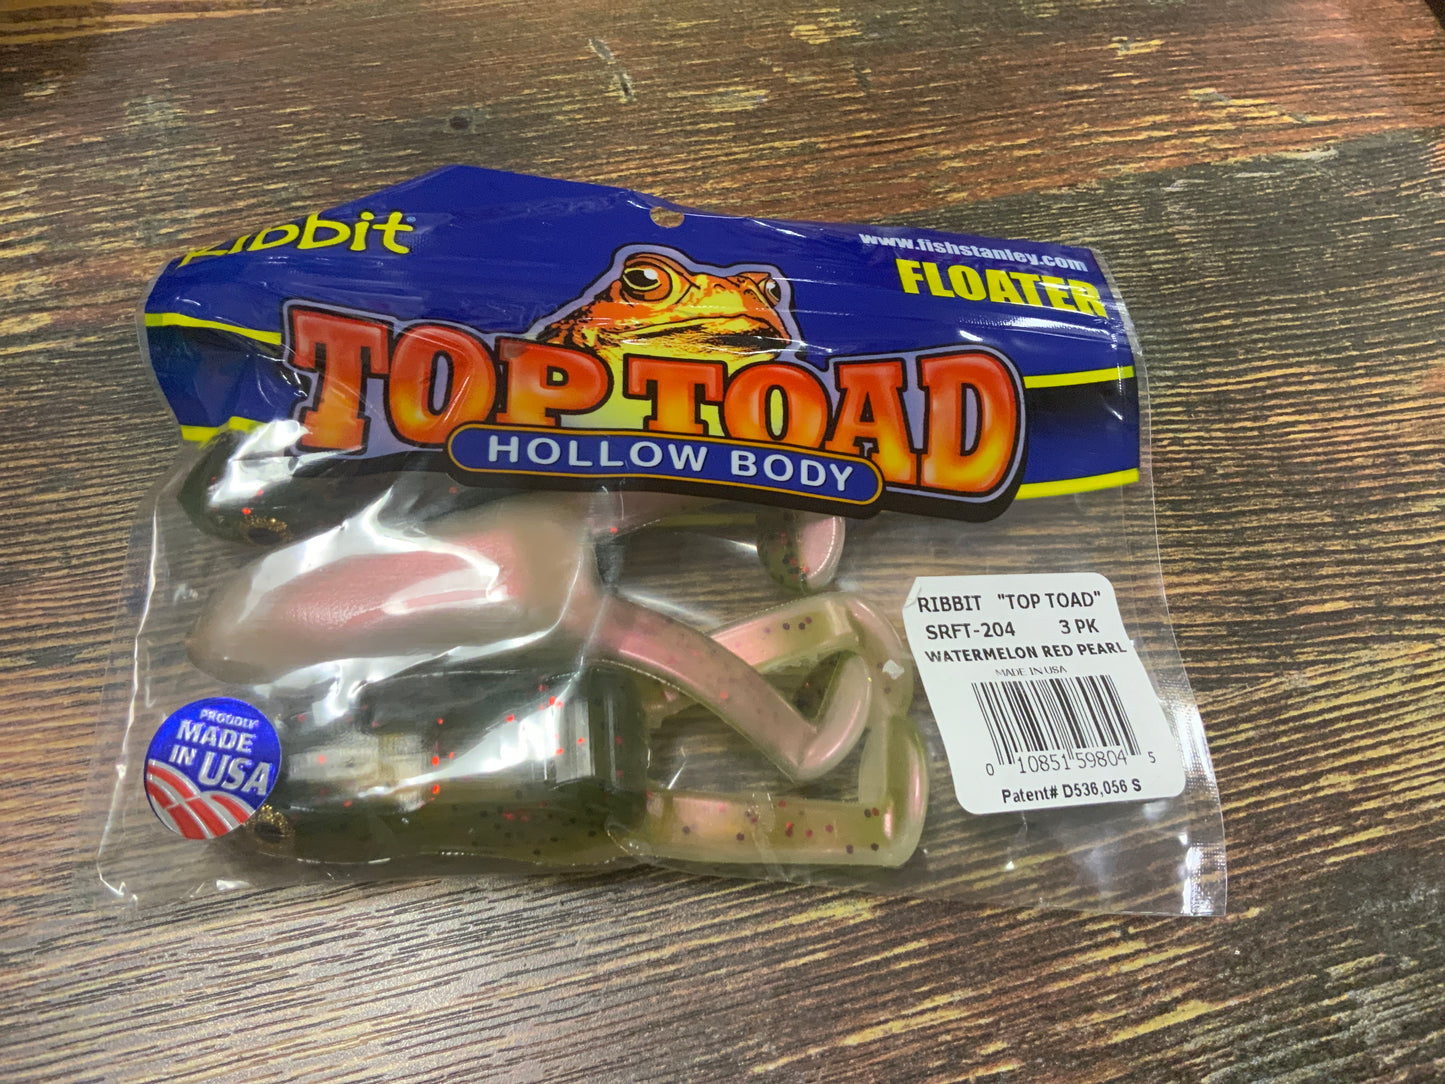 Ribbit®
www.fishstanley.com
FLOATER
TOP TOAD
HOLLOW BODY
RIBBIT "TOP TOAD"
SRFT-204 3 PK
WATERMELON RED PEARL
MADE IN USA
0 10851 59804 5
Patent# D536,056 S
PROUDLY
MADE
IN USA